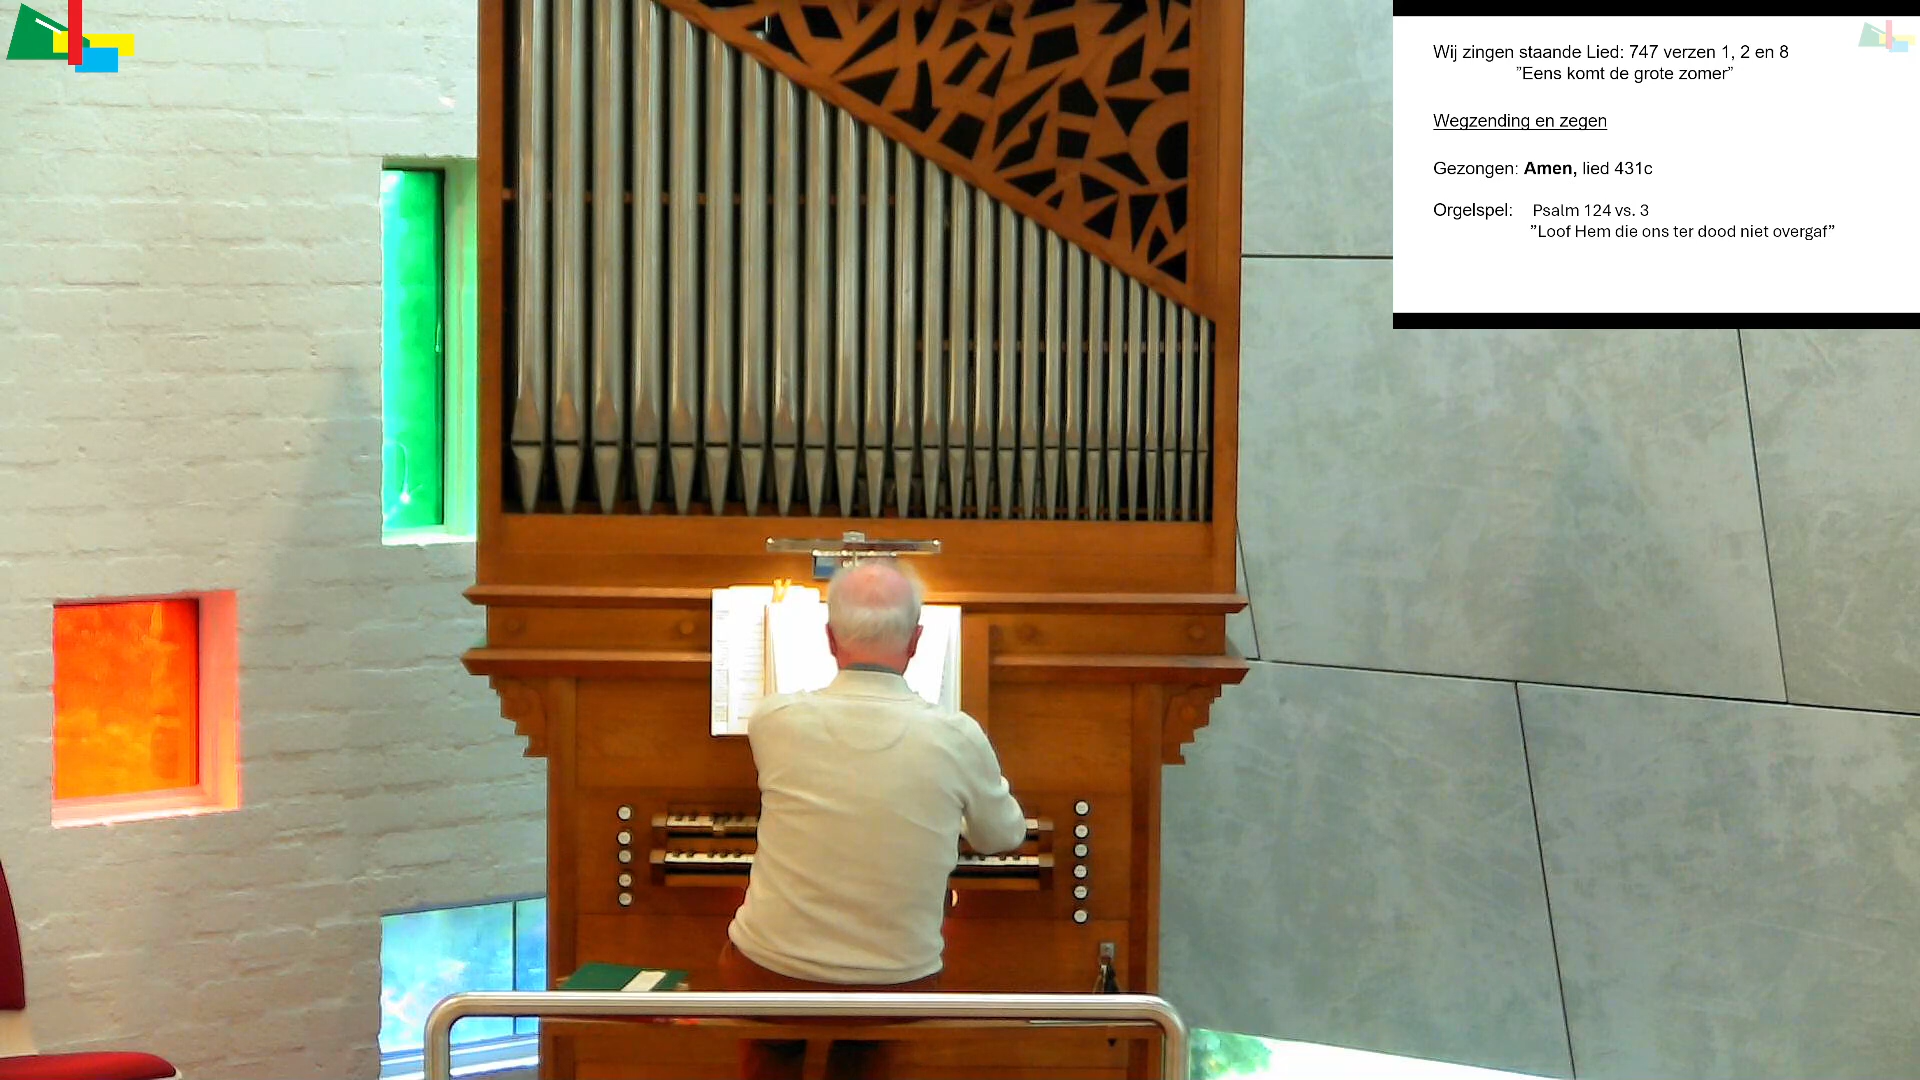 Wij zingen staande Lied: 747 verzen 1, 2 en 8
”Eens komt de grote zomer”
Wegzending en zegen
Gezongen: Amen, lied 431c
Orgelspel: Psalm 124 vs. 3
”Loof Hem die ons ter dood niet overgaf”